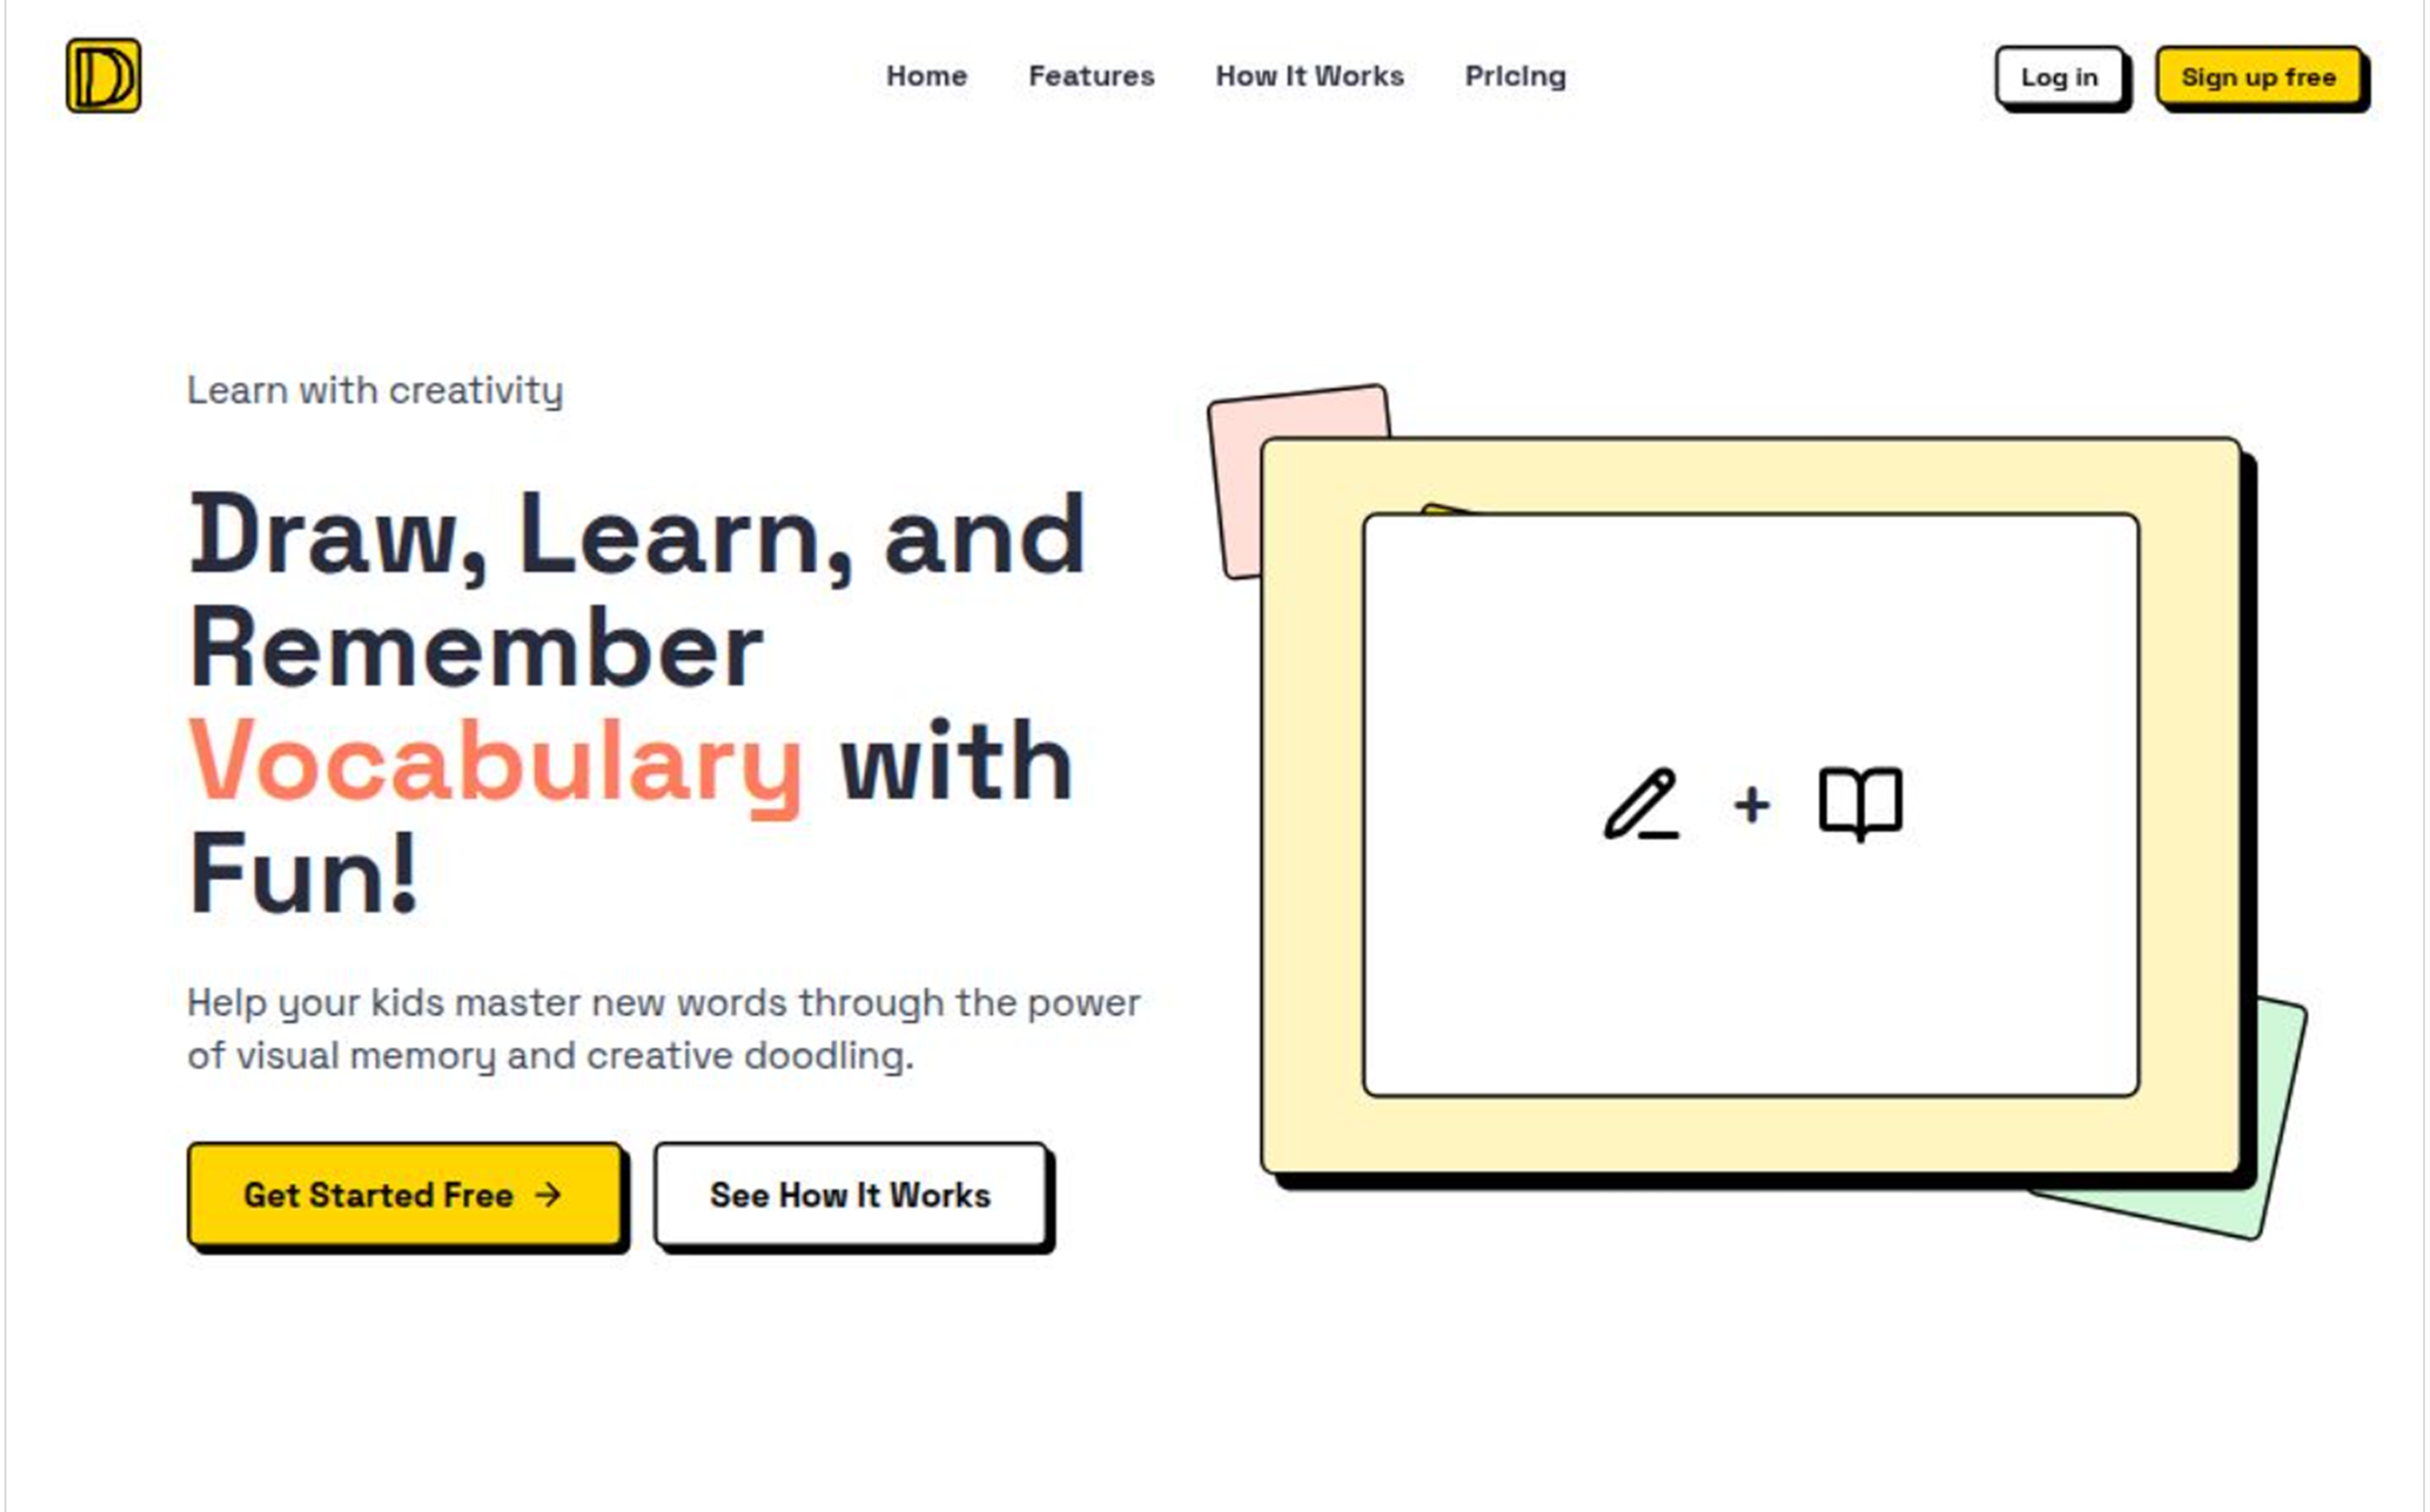 D
Home
Features
How It Works
Pricing
Log in
Sign up free
Learn with creativity
Draw, Learn, and
Remember
Vocabulary with
Fun!
Help your kids master new words through the power
of visual memory and creative doodling.
Get Started Free →
See How It Works
+